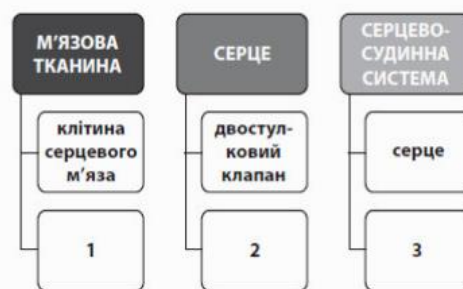 М’ЯЗОВА
ТКАНИНА
клітина
серцевого
м’яза
1
СЕРЦЕ
двостул-
ковий
клапан
2
СЕРЦЕВО-
СУДИННА
СИСТЕМА
серце
3